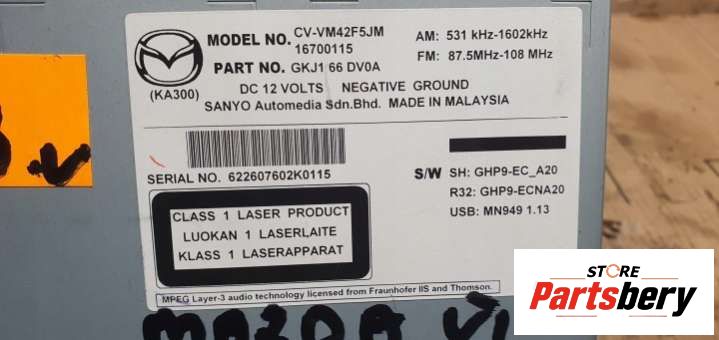 MODEL NO. CV-VM42F5JM
16700115
PART NO. GKJ1 66 DV0A
(KA300)
DC 12 VOLTS NEGATIVE GROUND
SANYO Automedia Sdn.Bhd. MADE IN MALAYSIA
AM: 531 kHz-1602kHz
FM: 87.5MHz-108 MHz
SERIAL NO. 622607602K0115
S/W SH: GHP9-EC_A20
R32: GHP9-ECNA20
USB: MN949 1.13
CLASS 1 LASER PRODUCT
LUOKAN 1 LASERLAITE
KLASS 1 LASERAPPARAT
MPEG Layer-3 audio technology licensed from Fraunhofer IIS and Thomson.
MAZDA
STORE
Partsbery